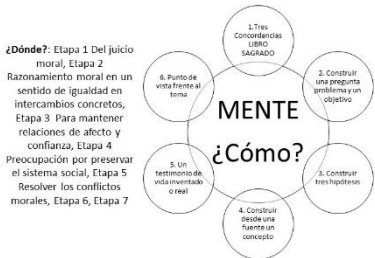 ¿Dónde?: Etapa 1 Del juicio
moral, Etapa 2
Razonamiento moral en un
sentido de igualdad en
intercambios concretos,
Etapa 3 Para mantener
relaciones de afecto y
confianza, Etapa 4
Preocupación por preservar
el sistema social, Etapa 5
Resolver los conflictos
morales, Etapa 6, Etapa 7
1.Tres
Concordancias
LIBRO
SAGRADO
2. Construir
una pregunta
problema y un
objetivo
3. Construir
tres hipótesis
4. Construir
desde una
fuente un
concepto
5. Un
testimonio de
vida inventado
o real
6. Punto de
vista frente al
tema
MENTE
¿Cómo?